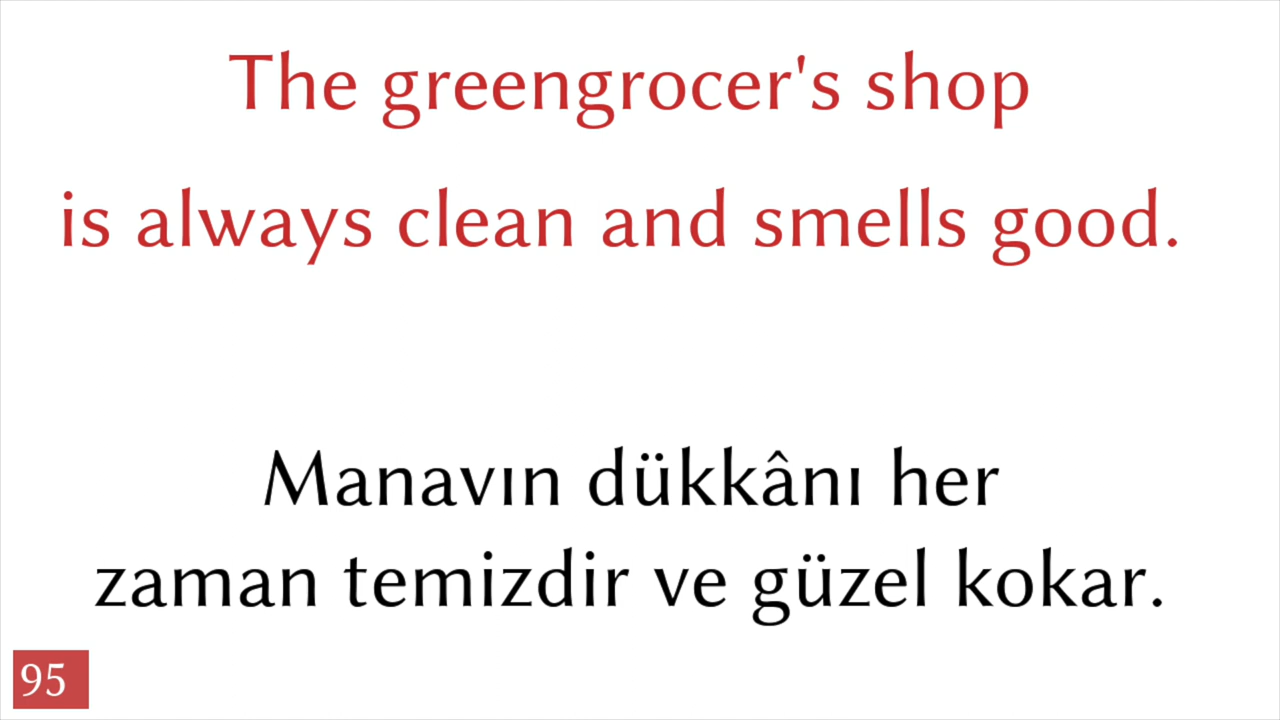 The greengrocer's shop
is always clean and smells good.
Manavın dükkânı her
zaman temizdir ve güzel kokar.
95